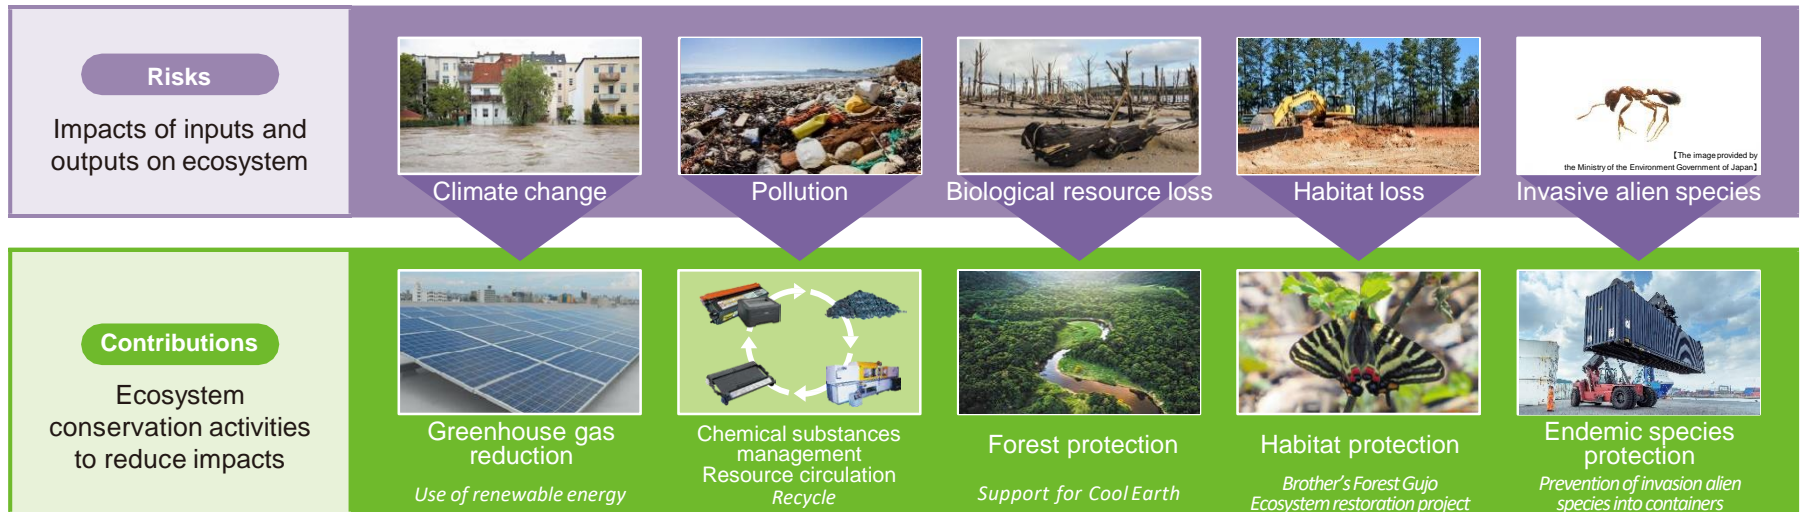 Risks
Impacts of inputs and
outputs on ecosystem
【The image provided by
the Ministry of the Environment Government of Japan】
Climate change
Pollution
Biological resource loss
Habitat loss
Invasive alien species
Contributions
Ecosystem
conservation activities
to reduce impacts
Greenhouse gas
reduction
Use of renewable energy
Chemical substances
management
Resource circulation
Recycle
Forest protection
Support for Cool Earth
Habitat protection
Brother's Forest Gujo
Ecosystem restoration project
Endemic species
protection
Prevention of invasion alien
species into containers